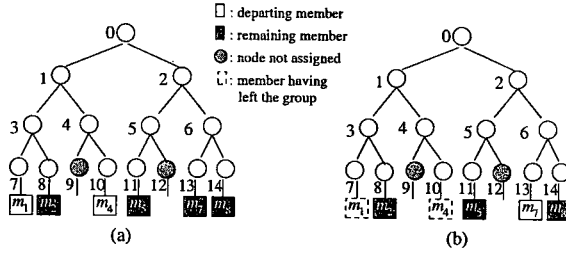 : departing member
: remaining member
: node not assigned
: member having
left the group
0
1 2
3 4 5 6
7 8 9 10 11 12 13 14
m₁ m₂ m₄ m₅ m₇ m₈
(a)
0
1 2
3 4 5 6
7 8 9 10 11 12 13 14
m₁ m₂ m₄ m₅ m₇
(b)